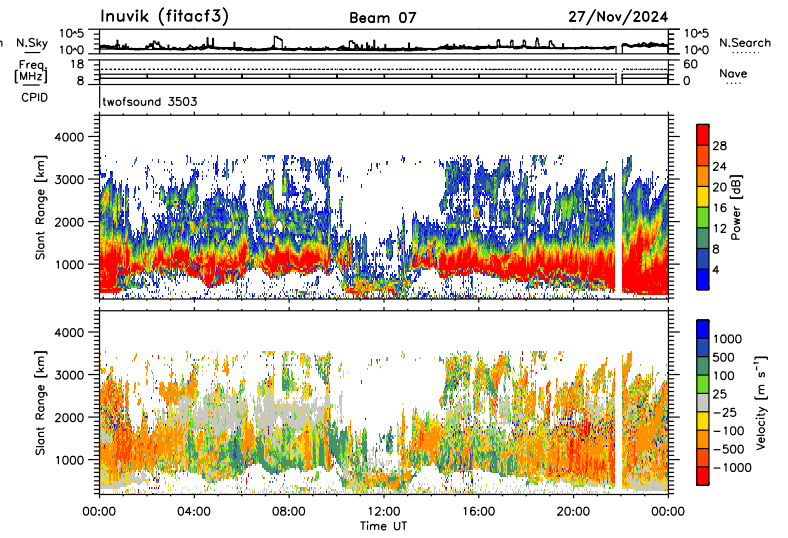 Inuvik (fitacf3) Beam 07 27/Nov/2024
n N.Sky 10^5 10^5 N.Search
10^0 10^0
Freq. 18 60 Nave
[MHz] 8 0
CPID twofsound 3503
Slant Range [km] 4000 3000 2000 1000
Power [dB] 28 24 20 16 12 8 4
Slant Range [km] 4000 3000 2000 1000
Velocity [m s⁻¹] 1000 500 100 25 −25 −100 −500 −1000
00:00 04:00 08:00 12:00 16:00 20:00 00:00
Time UT